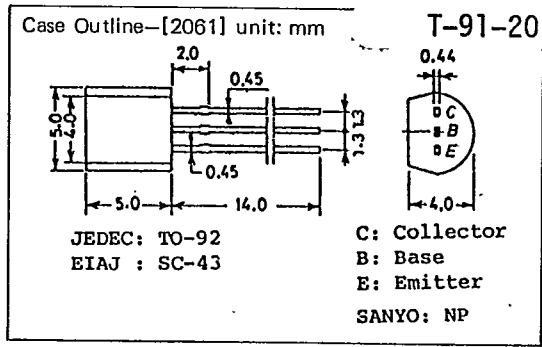 Case Outline—[2061] unit: mm
T-91-20
2.0
0.44
0.45
C
B
E
5.0
4.0
1.3
1.3
0.45
5.0
14.0
4.0
JEDEC: TO-92
EIAJ : SC-43
C: Collector
B: Base
E: Emitter
SANYO: NP